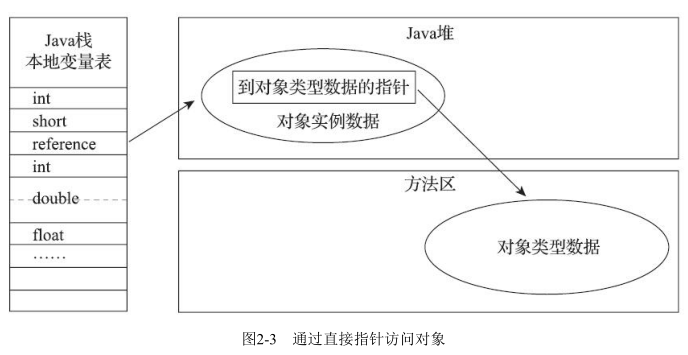 Java栈
本地变量表
int
short
reference
int
double
float
……
Java堆
到对象类型数据的指针
对象实例数据
方法区
对象类型数据
图2-3 通过直接指针访问对象